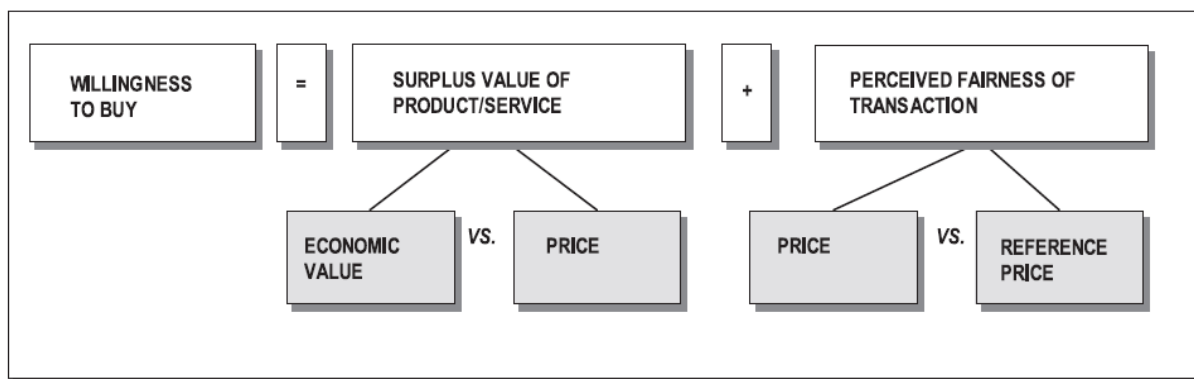 WILLINGNESS
TO BUY
=
SURPLUS VALUE OF
PRODUCT/SERVICE
+
PERCEIVED FAIRNESS OF
TRANSACTION
ECONOMIC
VALUE
VS.
PRICE
PRICE
VS.
REFERENCE
PRICE